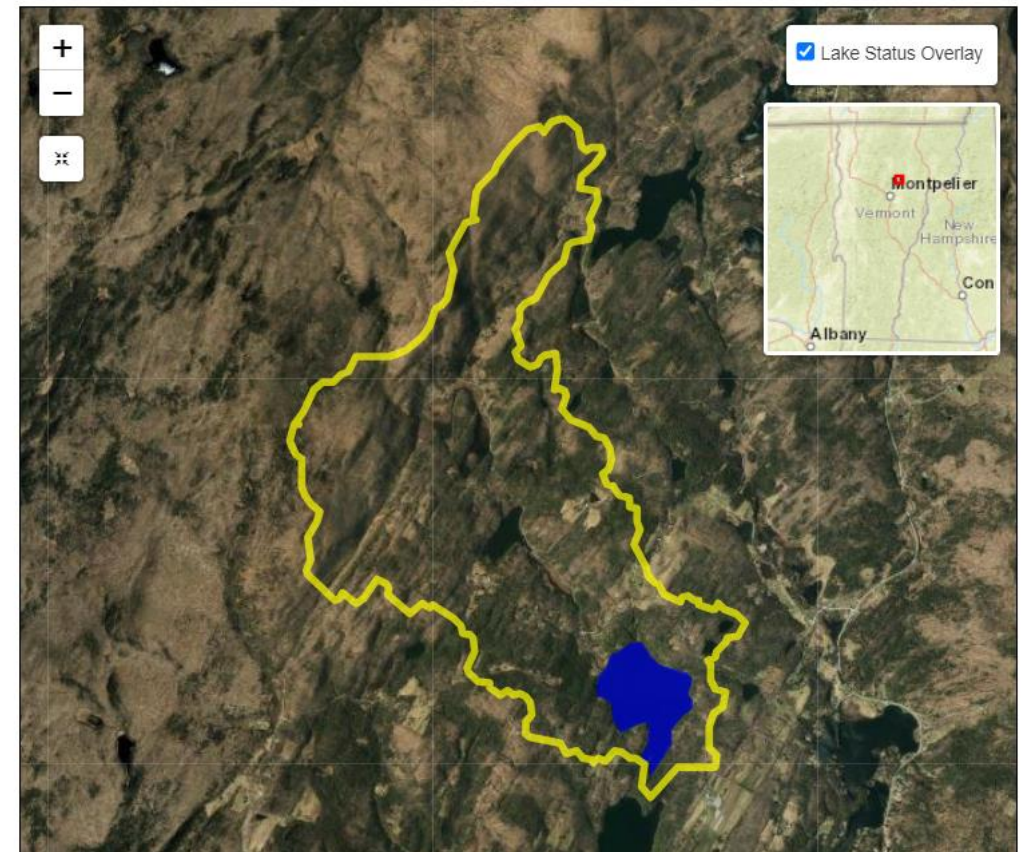 +
−
Lake Status Overlay
Montpelier
Vermont
New
Hampshire
Con
Albany